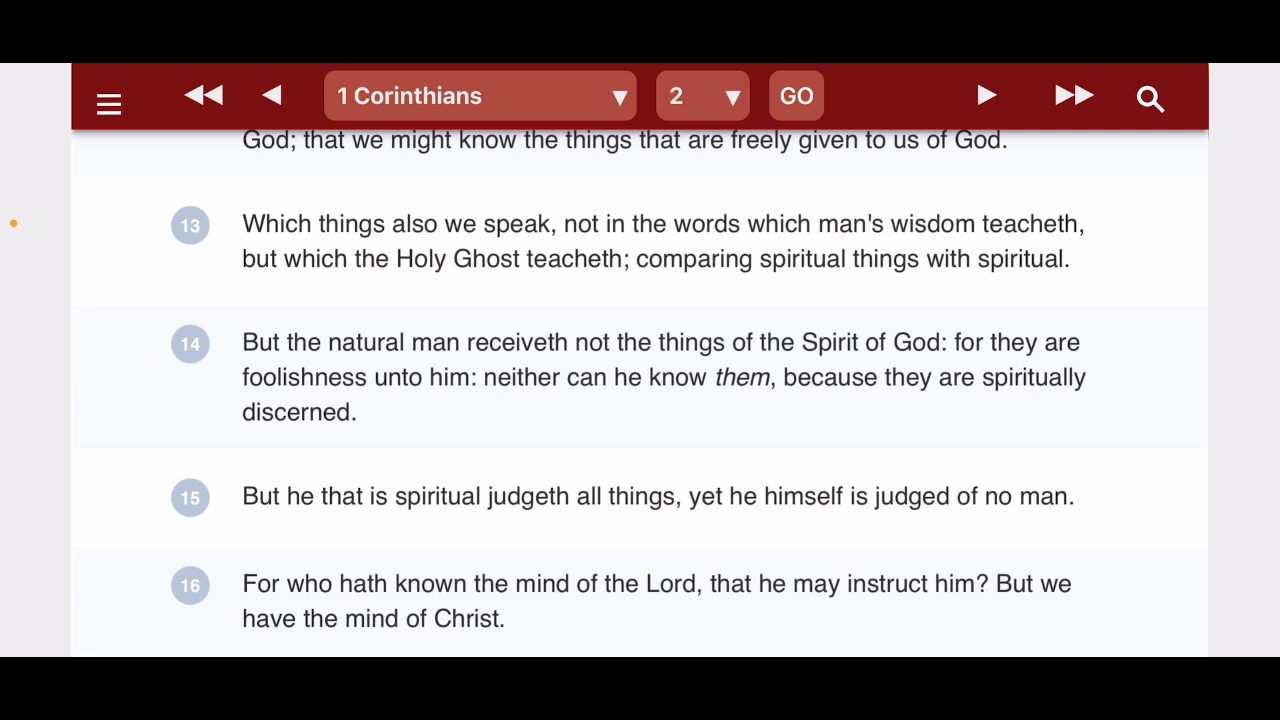 1 Corinthians 2 GO
God; that we might know the things that are freely given to us of God.
13 Which things also we speak, not in the words which man's wisdom teacheth,
but which the Holy Ghost teacheth; comparing spiritual things with spiritual.
14 But the natural man receiveth not the things of the Spirit of God: for they are
foolishness unto him: neither can he know them, because they are spiritually
discerned.
15 But he that is spiritual judgeth all things, yet he himself is judged of no man.
16 For who hath known the mind of the Lord, that he may instruct him? But we
have the mind of Christ.